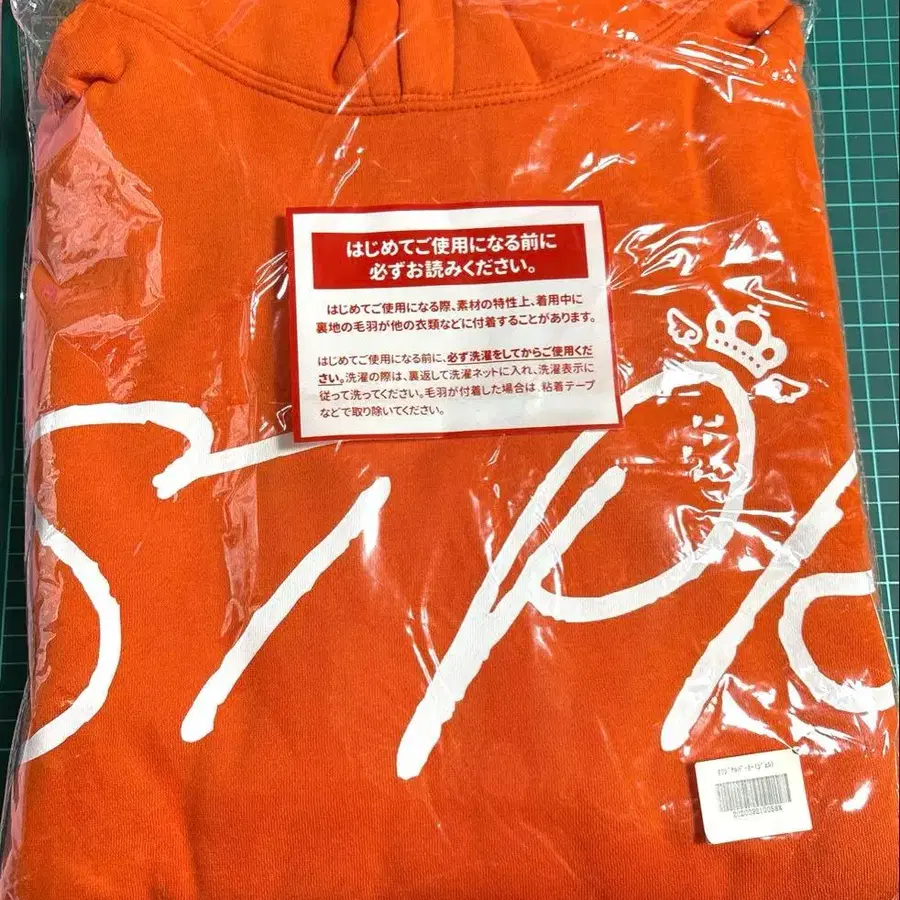 はじめてご使用になる前に
必ずお読みください。
はじめてご使用になる際、素材の特性上、着用中に
裏地の毛羽が他の衣類などに付着することがあります。
はじめてご使用になる前に、必ず洗濯をしてからご使用くだ
さい。洗濯の際は、裏返して洗濯ネットに入れ、洗濯表示に
従って洗ってください。毛羽が付着した場合は、粘着テープ
などで取り除いてください。
STPR